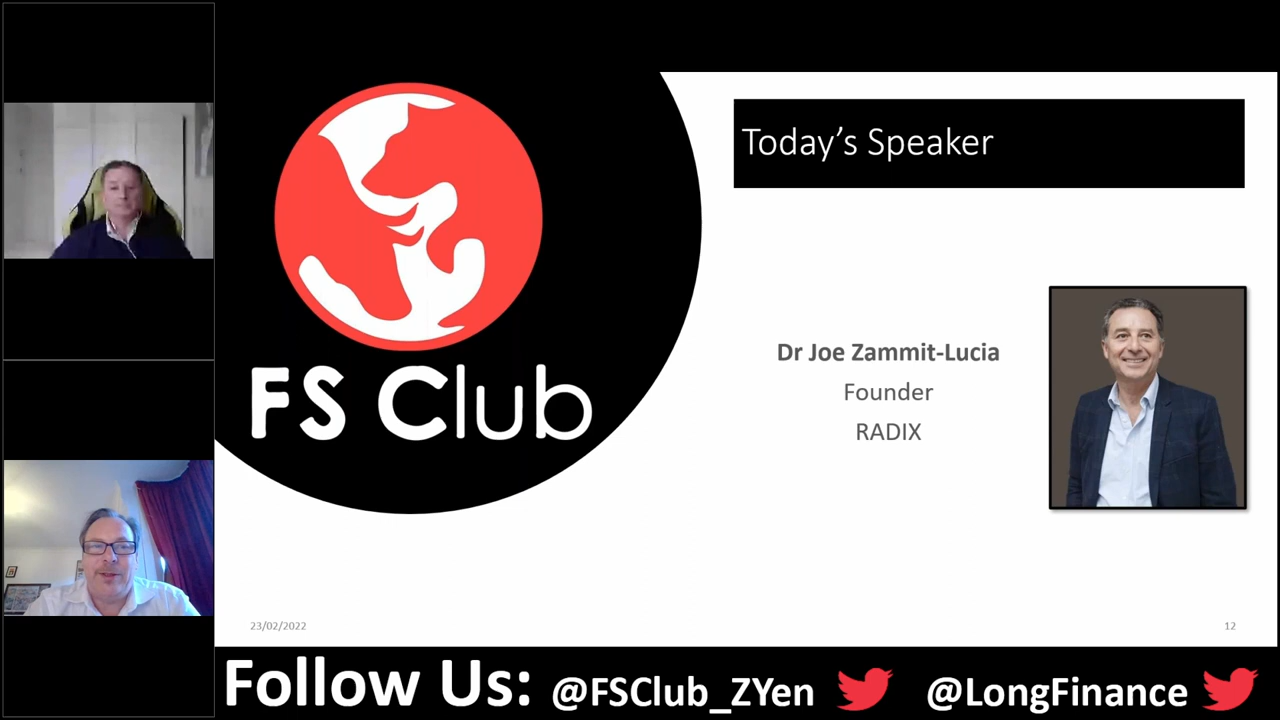 Today's Speaker
FS Club
Dr Joe Zammit-Lucia
Founder
RADIX
23/02/2022
12
Follow Us: @FSClub_ZYen @LongFinance